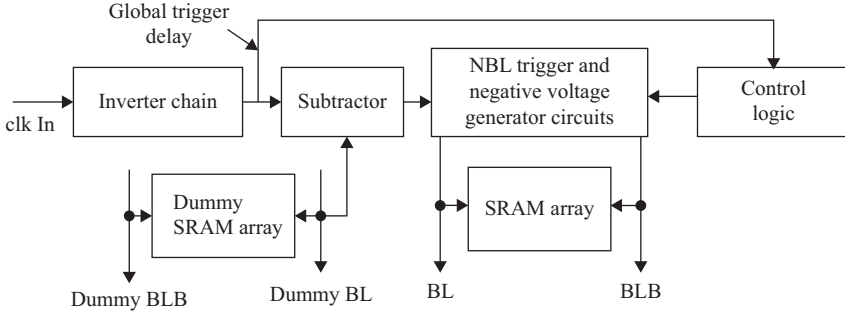 Global trigger
delay
clk In
Inverter chain
Subtractor
NBL trigger and
negative voltage
generator circuits
Control
logic
Dummy
SRAM array
SRAM array
Dummy BLB
Dummy BL
BL
BLB